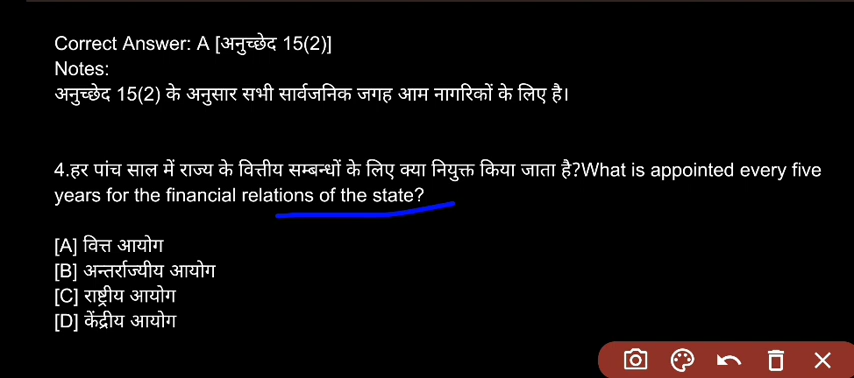 Correct Answer: A [अनुच्छेद 15(2)]
Notes:
अनुच्छेद 15(2) के अनुसार सभी सार्वजनिक जगह आम नागरिकों के लिए है।
4.हर पांच साल में राज्य के वित्तीय सम्बन्धों के लिए क्या नियुक्त किया जाता है?What is appointed every five
years for the financial relations of the state?
[A] वित्त आयोग
[B] अन्तर्राज्यीय आयोग
[C] राष्ट्रीय आयोग
[D] केंद्रीय आयोग